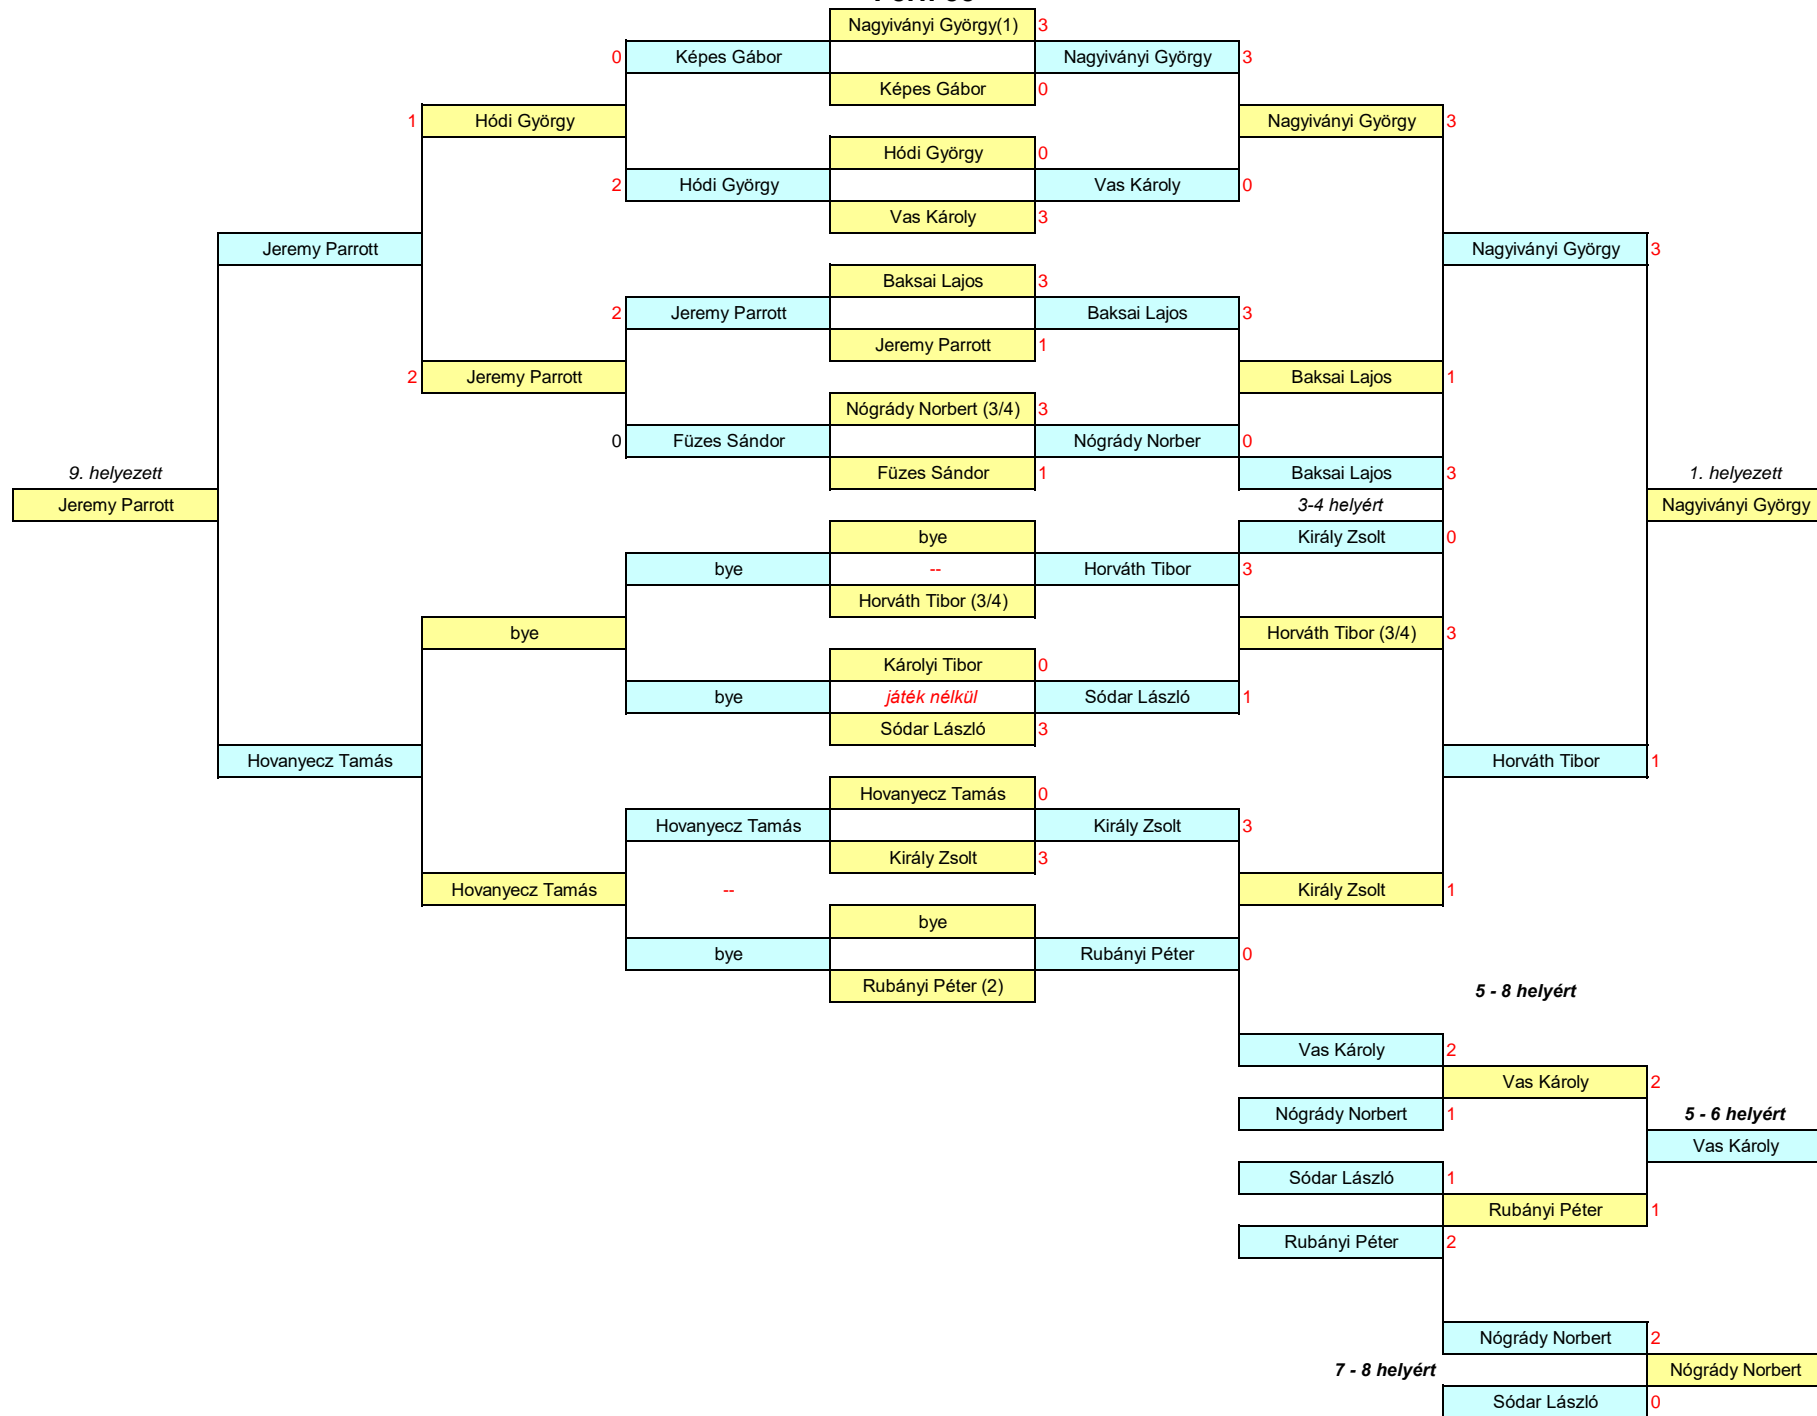 Nagyiványi György(1) 3
0 Képes Gábor Nagyiványi György 3
Képes Gábor 0
1 Hódi György Nagyiványi György 3
Hódi György 0
2 Hódi György Vas Károly 0
Vas Károly 3
Jeremy Parrott Nagyiványi György 3
Baksai Lajos 3
2 Jeremy Parrott Baksai Lajos 3
Jeremy Parrott 1
2 Jeremy Parrott Baksai Lajos 1
Nógrády Norbert (3/4) 3
0 Füzes Sándor Nógrády Norber 0
9. helyezett Füzes Sándor 1 Baksai Lajos 3 1. helyezett
Jeremy Parrott 3-4 helyért Nagyiványi György
bye Király Zsolt 0
bye -- Horváth Tibor 3
Horváth Tibor (3/4)
bye Horváth Tibor (3/4) 3
Károlyi Tibor 0
bye játék nélkül Sódar László 1
Sódar László 3
Hovanyecz Tamás Horváth Tibor 1
Hovanyecz Tamás 0
Hovanyecz Tamás Király Zsolt 3
Király Zsolt 3
Hovanyecz Tamás -- Király Zsolt 1
bye
bye Rubányi Péter 0
Rubányi Péter (2)
5 - 8 helyért
Vas Károly 2
Vas Károly 2
Nógrády Norbert 1 5 - 6 helyért
Vas Károly
Sódar László 1
Rubányi Péter 1
Rubányi Péter 2
Nógrády Norbert 2
7 - 8 helyért Nógrády Norbert
Sódar László 0